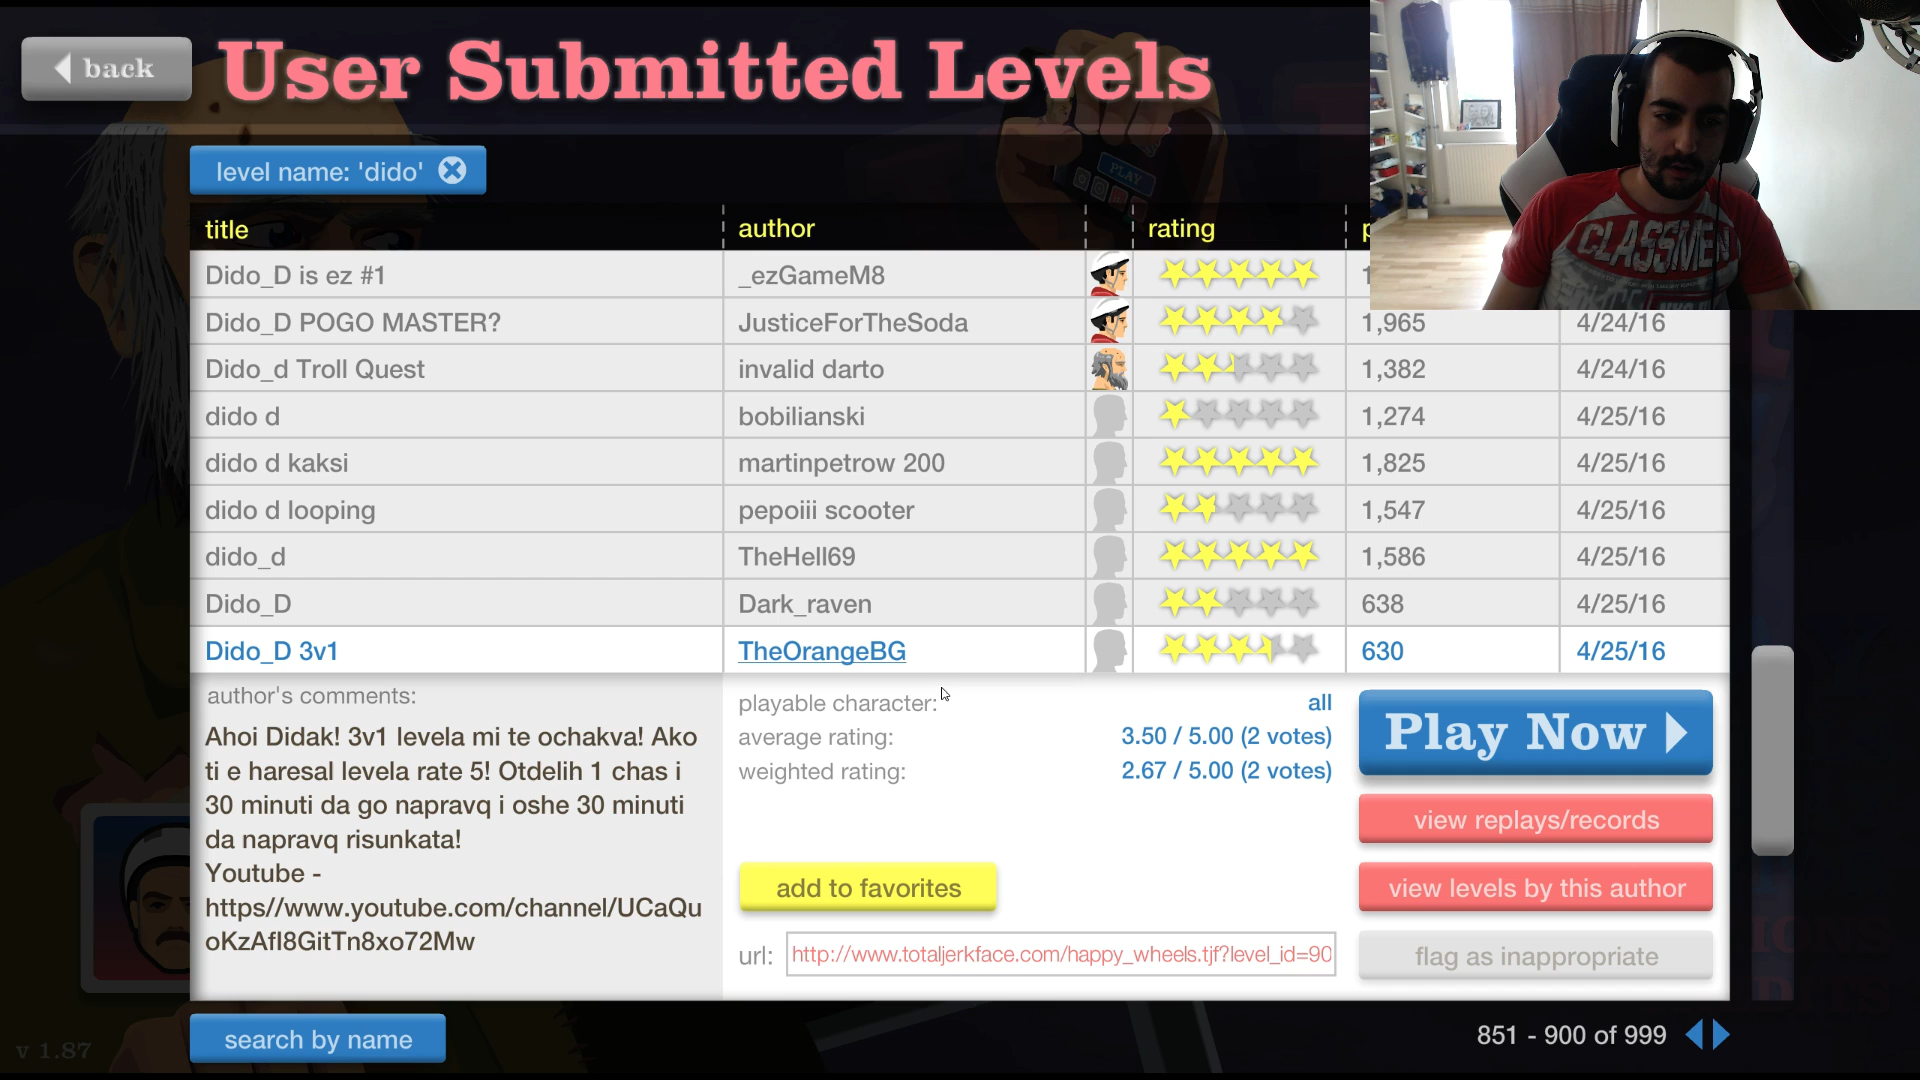 back
User Submitted Levels
PLAY
level name: 'dido'
title author rating p
Dido_D is ez #1 _ezGameM8 1
Dido_D POGO MASTER? JusticeForTheSoda 1,965 4/24/16
Dido_d Troll Quest invalid darto 1,382 4/24/16
dido d bobilianski 1,274 4/25/16
dido d kaksi martinpetrow 200 1,825 4/25/16
dido d looping pepoiii scooter 1,547 4/25/16
dido_d TheHell69 1,586 4/25/16
Dido_D Dark_raven 638 4/25/16
Dido_D 3v1 TheOrangeBG 630 4/25/16
author's comments:
Ahoi Didak! 3v1 levela mi te ochakva! Ako
ti e haresal levela rate 5! Otdelih 1 chas i
30 minuti da go napravq i oshe 30 minuti
da napravq risunkata!
Youtube -
https//www.youtube.com/channel/UCaQu
oKzAfI8GitTn8xo72Mw
playable character: all
average rating: 3.50 / 5.00 (2 votes)
weighted rating: 2.67 / 5.00 (2 votes)
add to favorites
url: http://www.totaljerkface.com/happy_wheels.tjf?level_id=90
Play Now
view replays/records
view levels by this author
flag as inappropriate
search by name
851 - 900 of 999
v 1.87
CLASSMEN